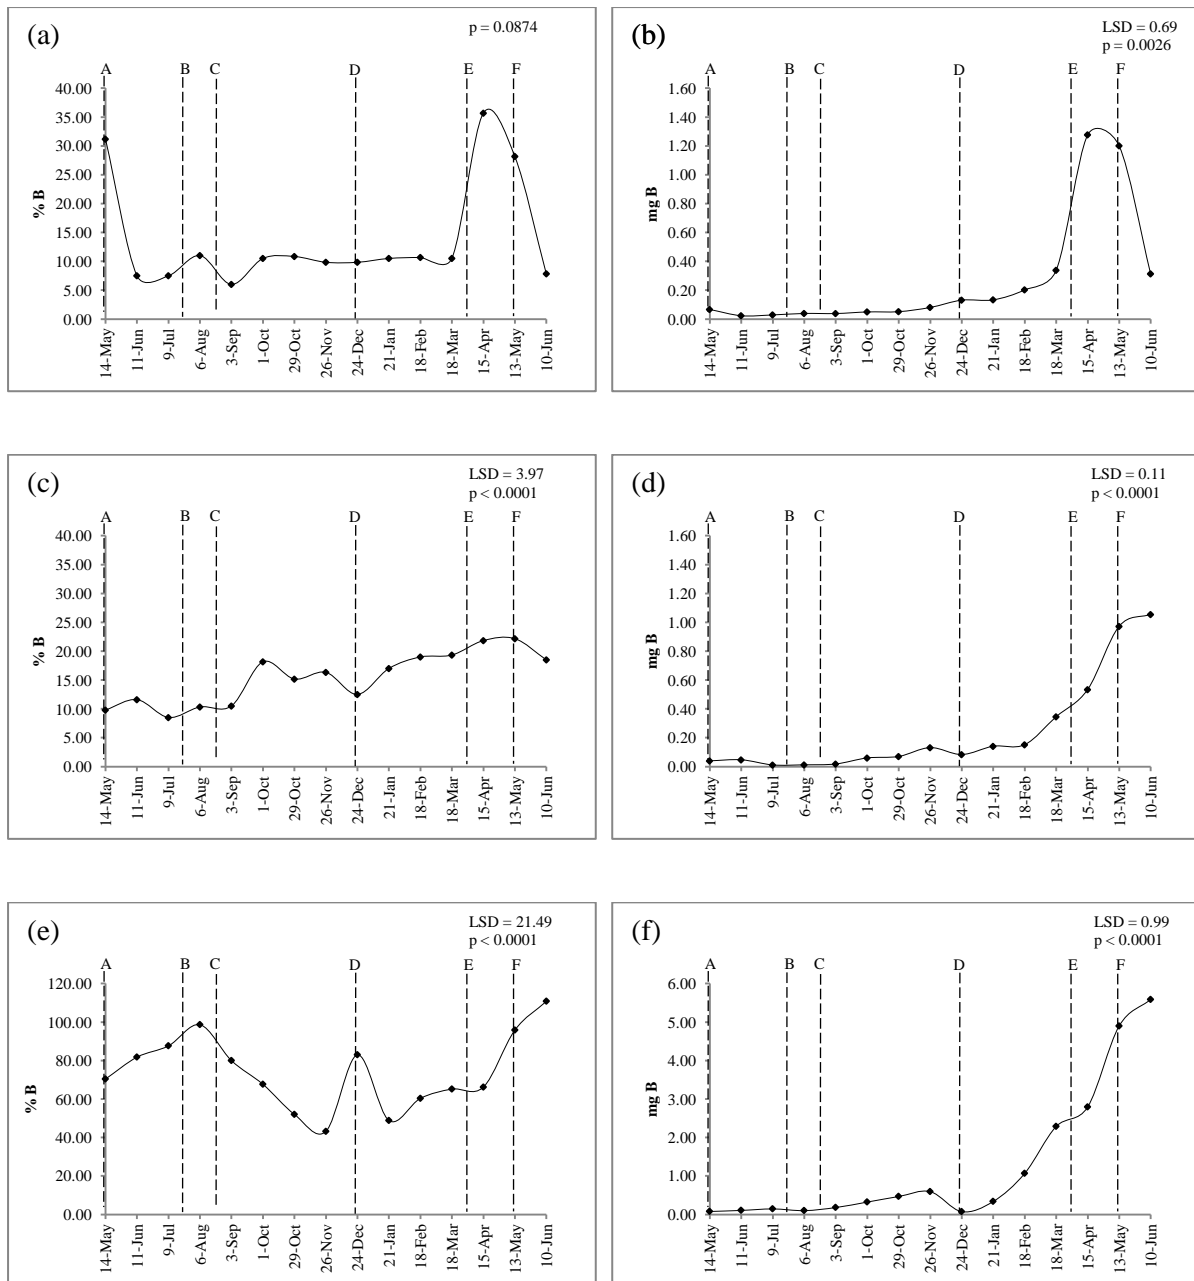 (a)
p = 0.0874
A B C D E F
40.00
35.00
30.00
25.00
20.00
15.00
10.00
5.00
0.00
% B
14-May 11-Jun 9-Jul 6-Aug 3-Sep 1-Oct 29-Oct 26-Nov 24-Dec 21-Jan 18-Feb 18-Mar 15-Apr 13-May 10-Jun
(b)
LSD = 0.69
p = 0.0026
A B C D E F
1.60
1.40
1.20
1.00
0.80
0.60
0.40
0.20
0.00
mg B
14-May 11-Jun 9-Jul 6-Aug 3-Sep 1-Oct 29-Oct 26-Nov 24-Dec 21-Jan 18-Feb 18-Mar 15-Apr 13-May 10-Jun
(c)
LSD = 3.97
p < 0.0001
A B C D E F
40.00
35.00
30.00
25.00
20.00
15.00
10.00
5.00
0.00
% B
14-May 11-Jun 9-Jul 6-Aug 3-Sep 1-Oct 29-Oct 26-Nov 24-Dec 21-Jan 18-Feb 18-Mar 15-Apr 13-May 10-Jun
(d)
LSD = 0.11
p < 0.0001
A B C D E F
1.60
1.40
1.20
1.00
0.80
0.60
0.40
0.20
0.00
mg B
14-May 11-Jun 9-Jul 6-Aug 3-Sep 1-Oct 29-Oct 26-Nov 24-Dec 21-Jan 18-Feb 18-Mar 15-Apr 13-May 10-Jun
(e)
LSD = 21.49
p < 0.0001
A B C D E F
120.00
100.00
80.00
60.00
40.00
20.00
0.00
% B
14-May 11-Jun 9-Jul 6-Aug 3-Sep 1-Oct 29-Oct 26-Nov 24-Dec 21-Jan 18-Feb 18-Mar 15-Apr 13-May 10-Jun
(f)
LSD = 0.99
p < 0.0001
A B C D E F
6.00
5.00
4.00
3.00
2.00
1.00
0.00
mg B
14-May 11-Jun 9-Jul 6-Aug 3-Sep 1-Oct 29-Oct 26-Nov 24-Dec 21-Jan 18-Feb 18-Mar 15-Apr 13-May 10-Jun